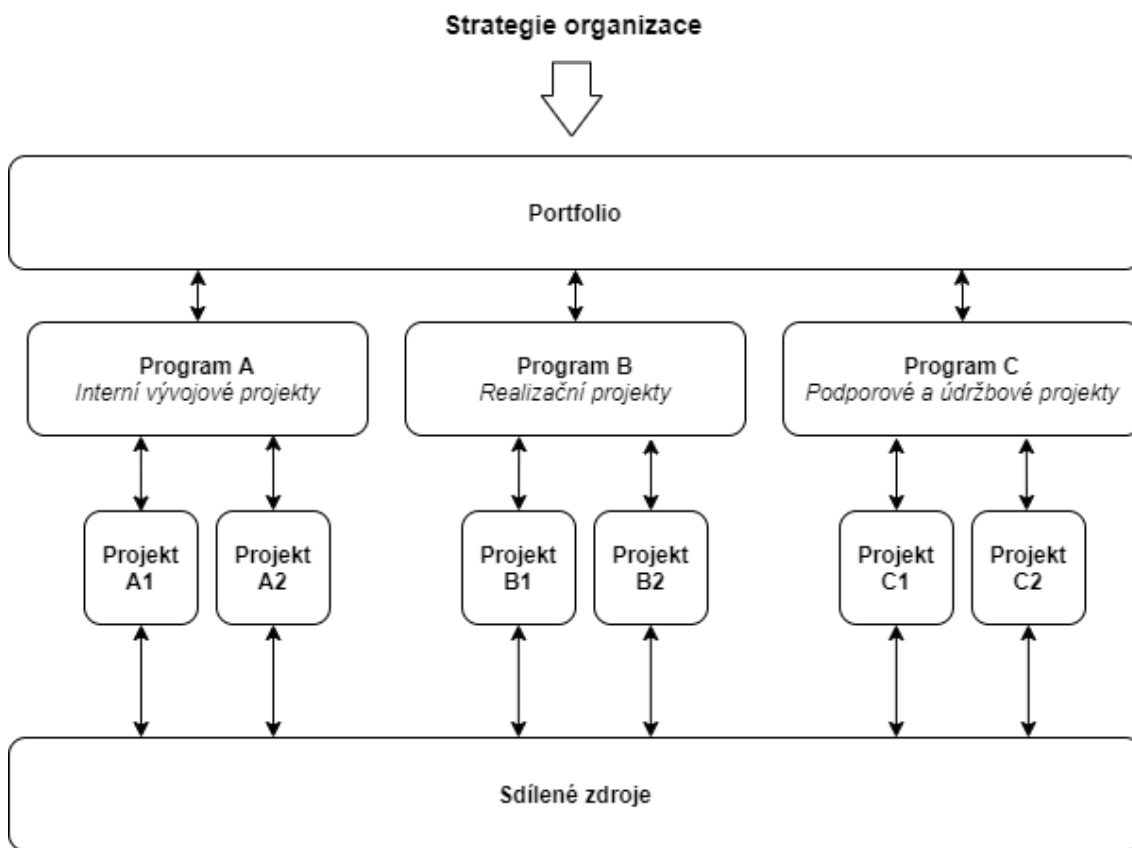 Strategie organizace
Portfolio
Program A
Interní vývojové projekty
Program B
Realizační projekty
Program C
Podporové a údržbové projekty
Projekt
A1
Projekt
A2
Projekt
B1
Projekt
B2
Projekt
C1
Projekt
C2
Sdílené zdroje